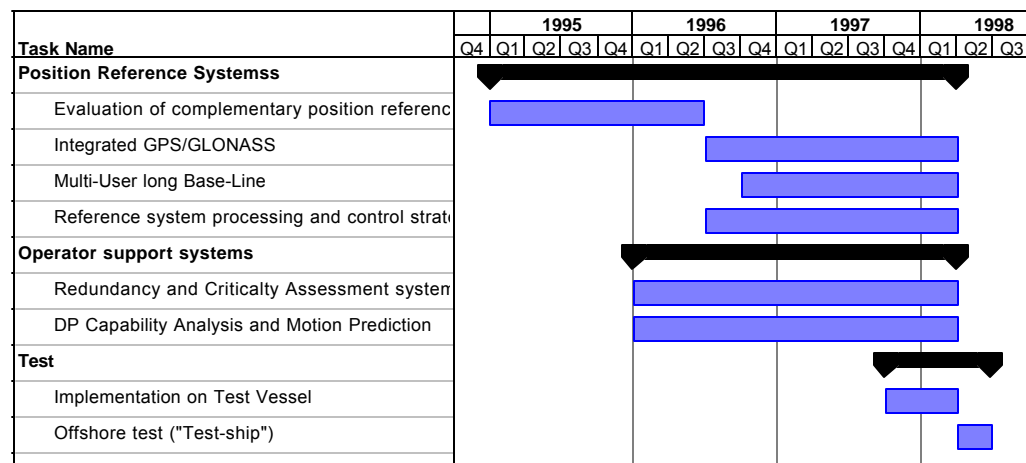 1995 1996 1997 1998
Task Name Q4 Q1 Q2 Q3 Q4 Q1 Q2 Q3 Q4 Q1 Q2 Q3 Q4 Q1 Q2 Q3
Position Reference Systemss
Evaluation of complementary position referenc
Integrated GPS/GLONASS
Multi-User long Base-Line
Reference system processing and control strat
Operator support systems
Redundancy and Criticalty Assessment system
DP Capability Analysis and Motion Prediction
Test
Implementation on Test Vessel
Offshore test ("Test-ship")